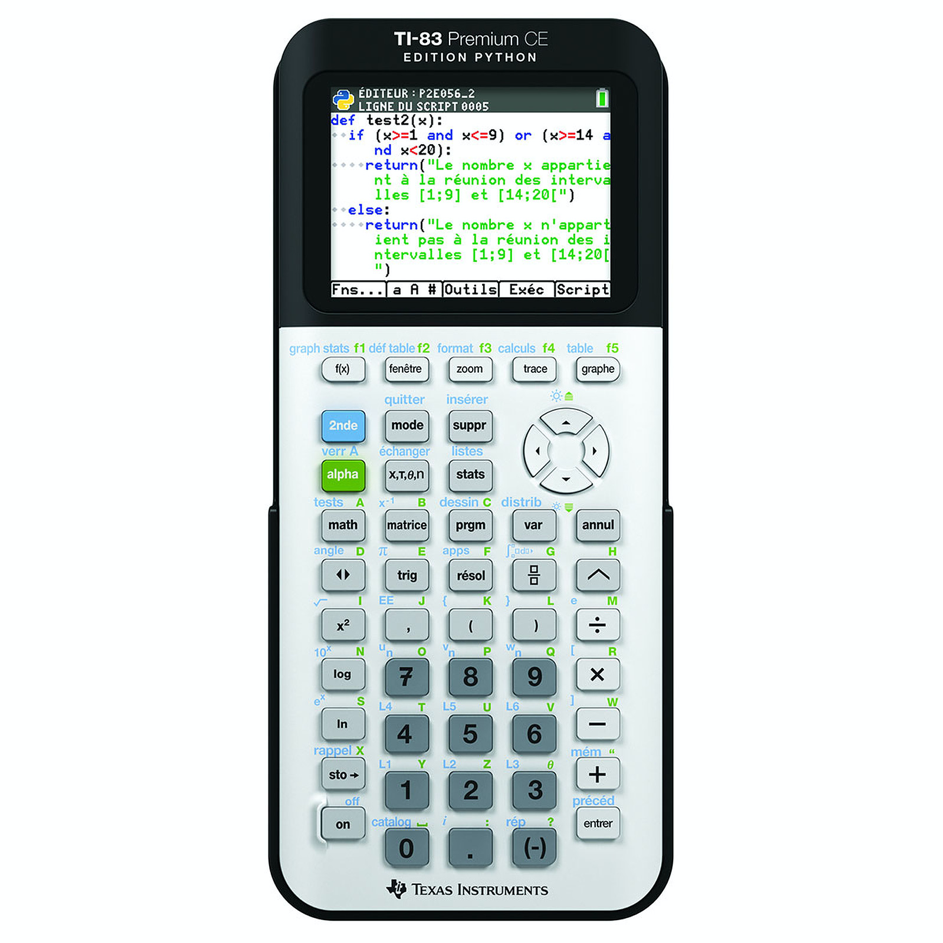 TI-83 Premium CE
EDITION PYTHON
ÉDITEUR : P2E056_2
LIGNE DU SCRIPT 0005
def test2(x):
if (x>=1 and x<=9) or (x>=14 a
nd x<20):
return("Le nombre x appartie
nt à la réunion des interva
lles [1;9] et [14;20[")
else:
return("Le nombre x n'appart
ient pas à la réunion des i
ntervalles [1;9] et [14;20[
")
Fns... a A # Outils Exéc Script
graph stats f1 déf table f2 format f3 calculs f4 table f5
f(x) fenêtre zoom trace graphe
quitter insérer
2nde mode suppr
verr A échanger listes
alpha X,T,θ,n stats
tests A x⁻¹ B dessin C distrib
math matrice prgm var annul
angle D π E apps F G H
trig résol
√ I EE J { K } L e M
x² , ( ) ÷
10ˣ N uₙ O vₙ P wₙ Q [ R
log 7 8 9 ×
eˣ S L4 T L5 U L6 V ] W
ln 4 5 6 −
rappel X L1 Y L2 Z L3 θ mém "
sto→ 1 2 3 +
off catalog i : rép ? précéd
on 0 . (-) entrer
TEXAS INSTRUMENTS